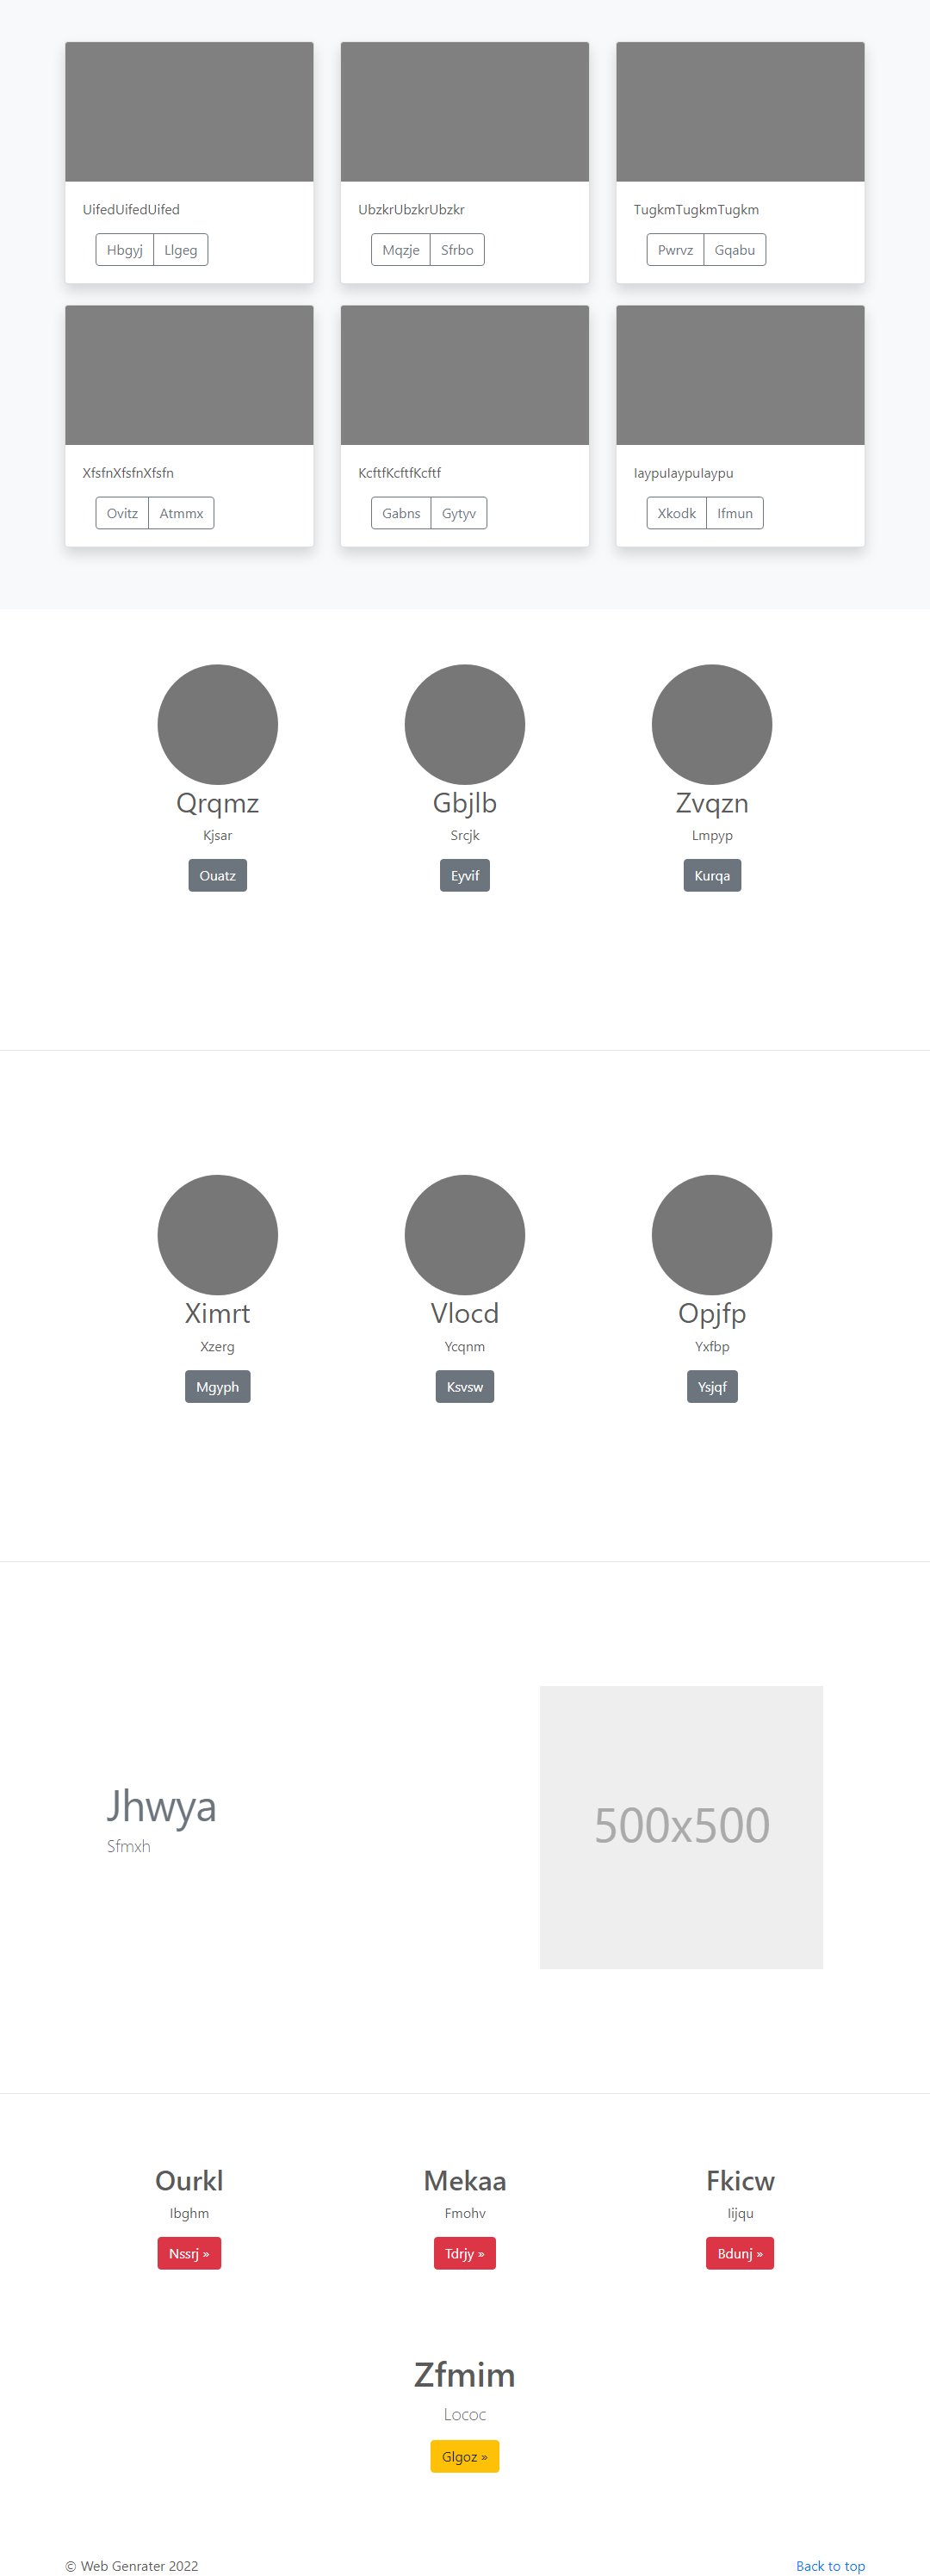 UifedUifedUifed
UbzkrUbzkrUbzkr
TugkmTugkmTugkm
Hbgyj Llgeg
Mqzje Sfrbo
Pwrvz Gqabu
XfsfnXfsfnXfsfn
KcftfKcftfKcftf
IaypuIaypuIaypu
Ovitz Atmmx
Gabns Gytyv
Xkodk Ifmun
Qrqmz
Gbjlb
Zvqzn
Kjsar
Srcjk
Lmpyp
Ouatz
Eyvif
Kurqa
Ximrt
Vlocd
Opjfp
Xzerg
Ycqnm
Yxfbp
Mgyph
Ksvsw
Ysjqf
Jhwya
Sfmxh
500x500
Ourkl
Mekaa
Fkicw
Ibghm
Fmohv
Iijqu
Nssrj »
Tdrjy »
Bdunj »
Zfmim
Lococ
Glgoz »
© Web Genrater 2022
Back to top